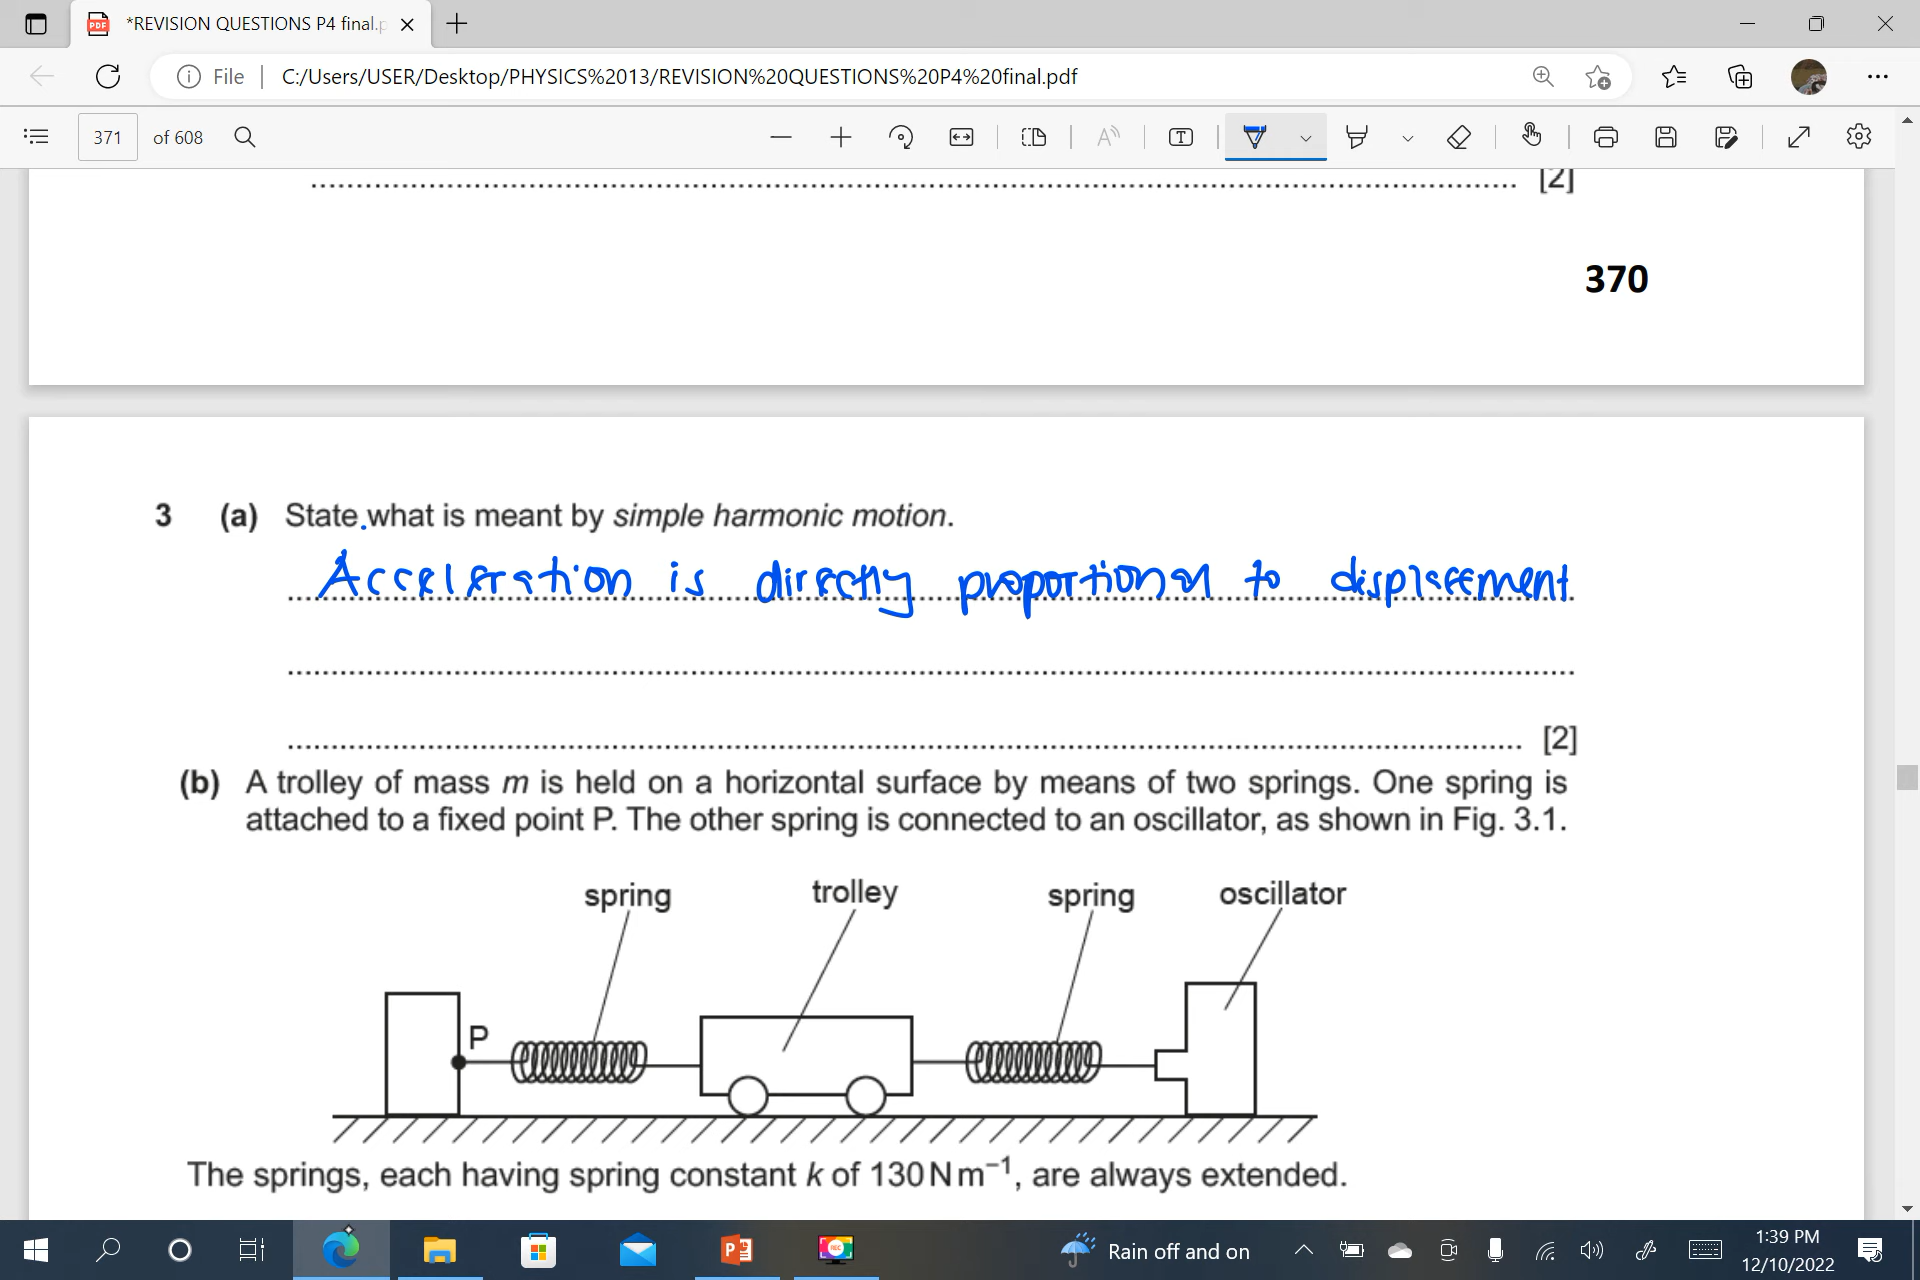 *REVISION QUESTIONS P4 final.p
File
C:/Users/USER/Desktop/PHYSICS%2013/REVISION%20QUESTIONS%20P4%20final.pdf
371 of 608
[2]
370
3 (a) State what is meant by simple harmonic motion.
Acceleration is directly proportional to displacement
[2]
(b) A trolley of mass m is held on a horizontal surface by means of two springs. One spring is
attached to a fixed point P. The other spring is connected to an oscillator, as shown in Fig. 3.1.
spring trolley spring oscillator
P
The springs, each having spring constant k of 130 N m⁻¹, are always extended.
Rain off and on
1:39 PM
12/10/2022